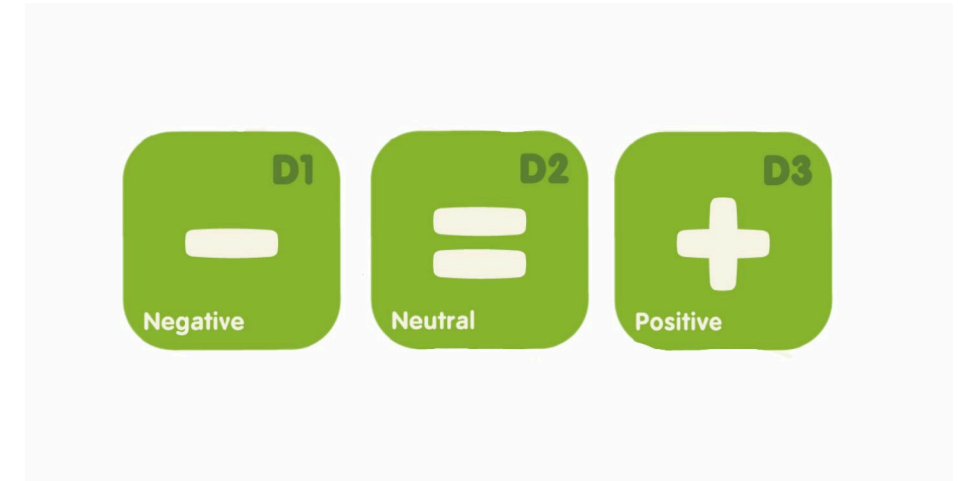 D1
Negative
D2
Neutral
D3
Positive